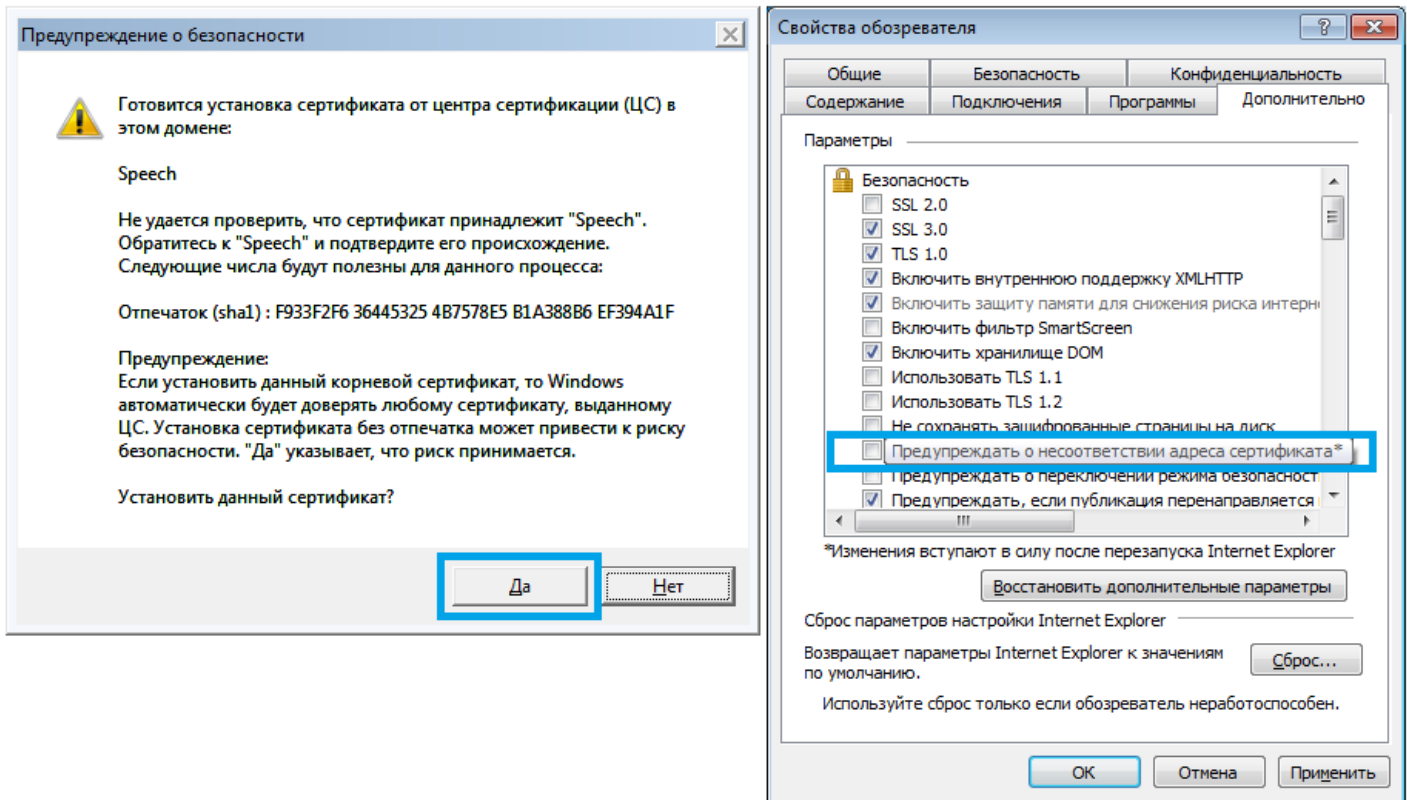 Предупреждение о безопасности
Готовится установка сертификата от центра сертификации (ЦС) в
этом домене:
Speech
Не удается проверить, что сертификат принадлежит "Speech".
Обратитесь к "Speech" и подтвердите его происхождение.
Следующие числа будут полезны для данного процесса:
Отпечаток (sha1) : F933F2F6 36445325 4B7578E5 B1A388B6 EF394A1F
Предупреждение:
Если установить данный корневой сертификат, то Windows
автоматически будет доверять любому сертификату, выданному
ЦС. Установка сертификата без отпечатка может привести к риску
безопасности. "Да" указывает, что риск принимается.
Установить данный сертификат?
Да
Нет
Свойства обозревателя
Общие
Безопасность
Конфиденциальность
Содержание
Подключения
Программы
Дополнительно
Параметры
Безопасность
SSL 2.0
SSL 3.0
TLS 1.0
Включить внутреннюю поддержку XMLHTTP
Включить защиту памяти для снижения риска интерн
Включить фильтр SmartScreen
Включить хранилище DOM
Использовать TLS 1.1
Использовать TLS 1.2
Не сохранять зашифрованные страницы на диск
Предупреждать о несоответствии адреса сертификата*
Предупреждать о переключении режима безопасност
Предупреждать, если публикация перенаправляется
*Изменения вступают в силу после перезапуска Internet Explorer
Восстановить дополнительные параметры
Сброс параметров настройки Internet Explorer
Возвращает параметры Internet Explorer к значениям
по умолчанию.
Сброс...
Используйте сброс только если обозреватель неработоспособен.
ОК
Отмена
Применить